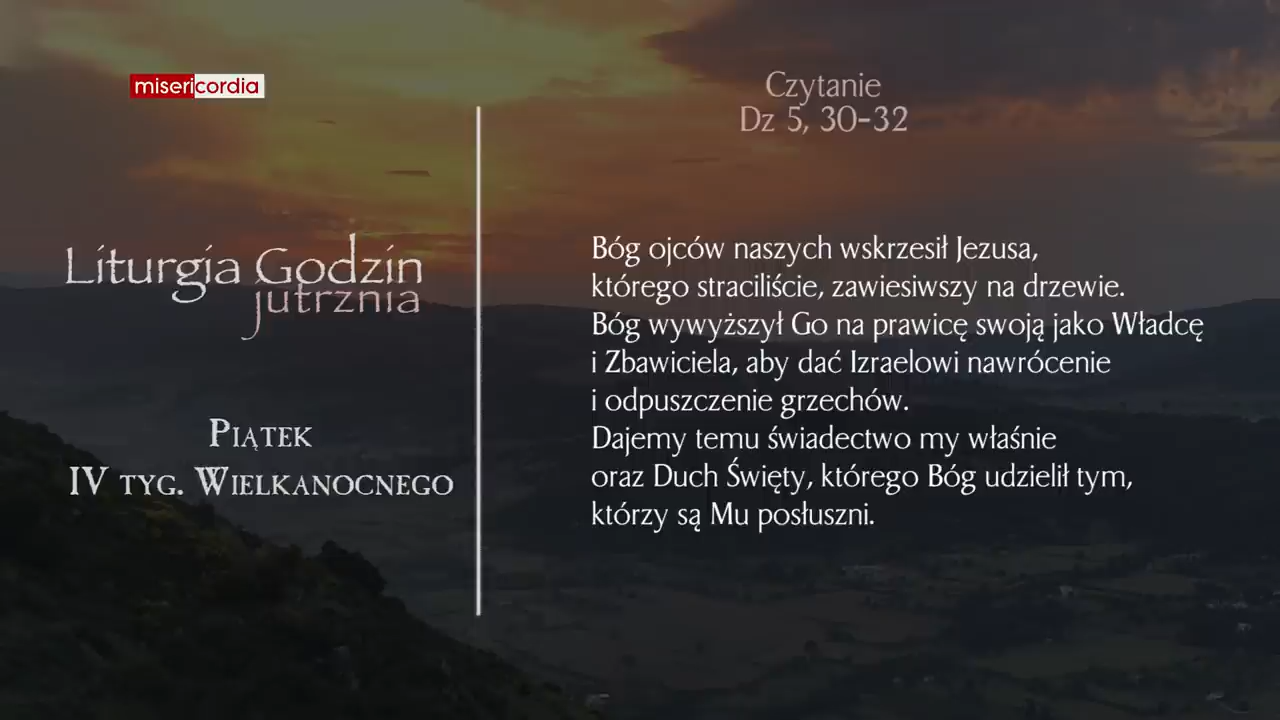 misericordia
Liturgia Godzin
jutrznia
Piątek
IV tyg. Wielkanocnego
Czytanie
Dz 5, 30-32
Bóg ojców naszych wskrzesił Jezusa,
którego straciliście, zawiesiwszy na drzewie.
Bóg wywyższył Go na prawicę swoją jako Władcę
i Zbawiciela, aby dać Izraelowi nawrócenie
i odpuszczenie grzechów.
Dajemy temu świadectwo my właśnie
oraz Duch Święty, którego Bóg udzielił tym,
którzy są Mu posłuszni.